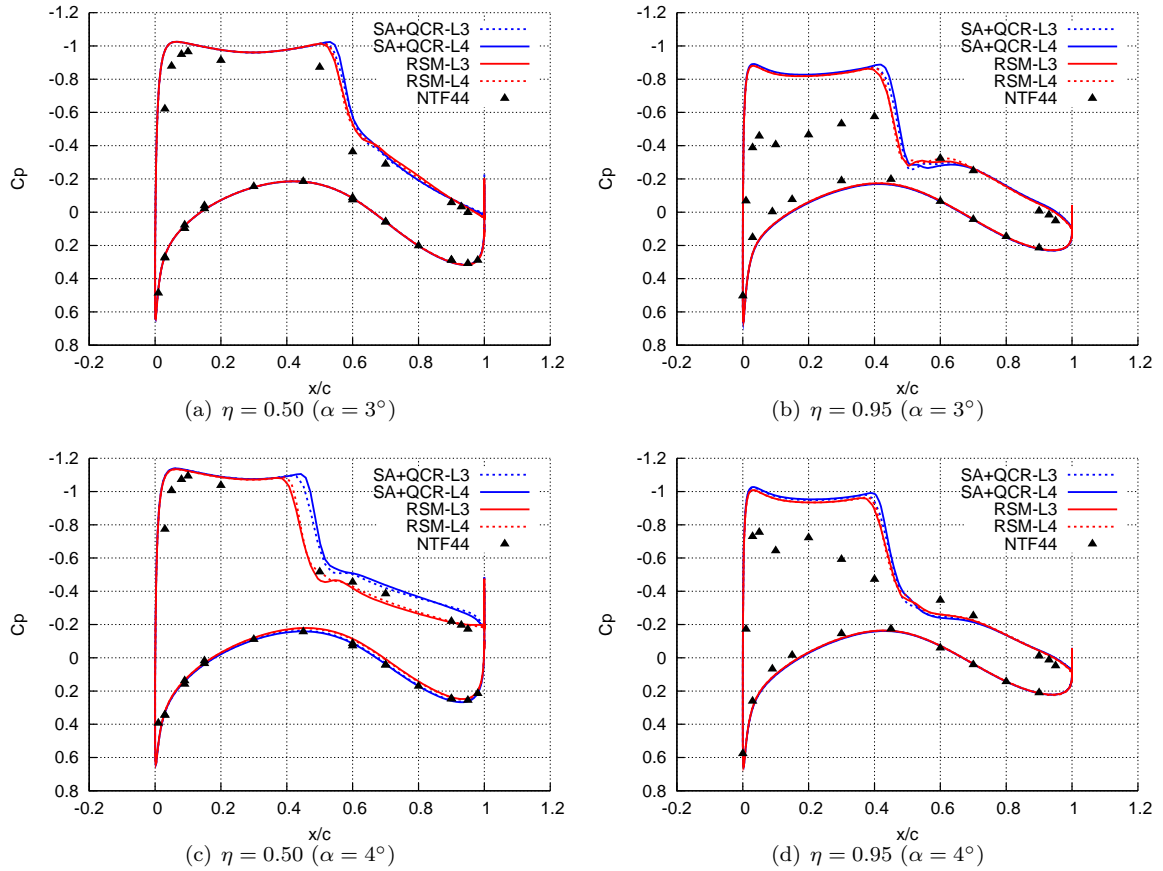 -1.2
-1
-0.8
-0.6
-0.4
-0.2
0
0.2
0.4
0.6
0.8
-0.2 0 0.2 0.4 0.6 0.8 1 1.2
Cp
x/c
SA+QCR-L3
SA+QCR-L4
RSM-L3
RSM-L4
NTF44
(a) η = 0.50 (α = 3°)
-1.2
-1
-0.8
-0.6
-0.4
-0.2
0
0.2
0.4
0.6
0.8
-0.2 0 0.2 0.4 0.6 0.8 1 1.2
Cp
x/c
SA+QCR-L3
SA+QCR-L4
RSM-L3
RSM-L4
NTF44
(b) η = 0.95 (α = 3°)
-1.2
-1
-0.8
-0.6
-0.4
-0.2
0
0.2
0.4
0.6
0.8
-0.2 0 0.2 0.4 0.6 0.8 1 1.2
Cp
x/c
SA+QCR-L3
SA+QCR-L4
RSM-L3
RSM-L4
NTF44
(c) η = 0.50 (α = 4°)
-1.2
-1
-0.8
-0.6
-0.4
-0.2
0
0.2
0.4
0.6
0.8
-0.2 0 0.2 0.4 0.6 0.8 1 1.2
Cp
x/c
SA+QCR-L3
SA+QCR-L4
RSM-L3
RSM-L4
NTF44
(d) η = 0.95 (α = 4°)